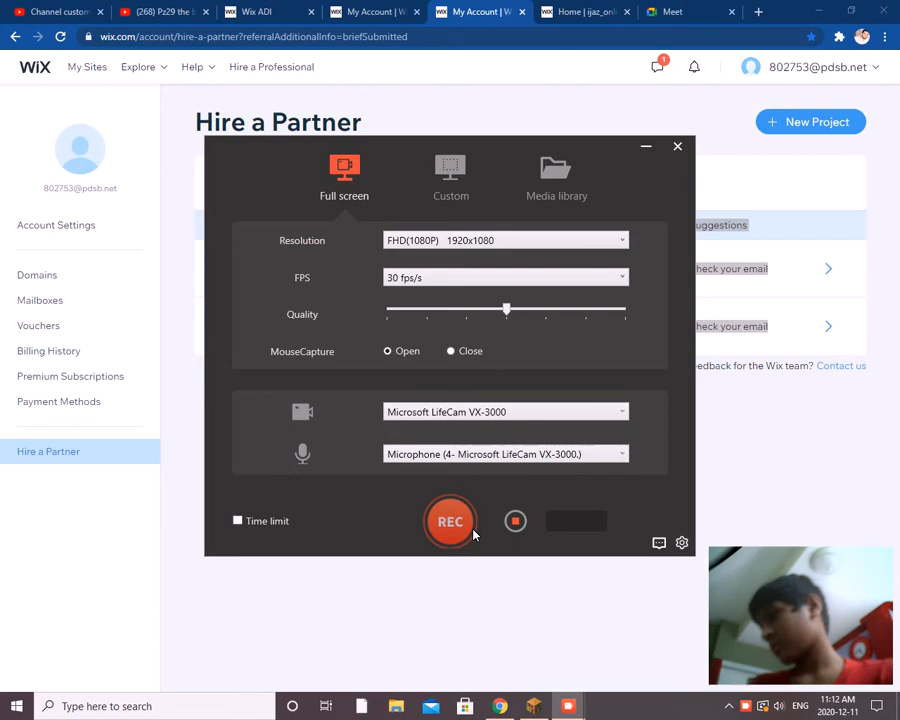 Channel custom
(268) Pz29 the b
WiX Wix ADI
WiX My Account | W
WiX My Account | W
WiX Home | ijaz_onl
Meet
wix.com/account/hire-a-partner?referralAdditionalInfo=briefSubmitted
WiX My Sites Explore Help Hire a Professional 1 802753@pdsb.net
Hire a Partner
+ New Project
802753@pdsb.net
Account Settings
Domains
Mailboxes
Vouchers
Billing History
Premium Subscriptions
Payment Methods
Hire a Partner
uggestions
heck your email
heck your email
edback for the Wix team? Contact us
Full screen Custom Media library
Resolution FHD(1080P) 1920x1080
FPS 30 fps/s
Quality
MouseCapture Open Close
Microsoft LifeCam VX-3000
Microphone (4- Microsoft LifeCam VX-3000.)
Time limit REC
Type here to search
ENG
11:12 AM
2020-12-11